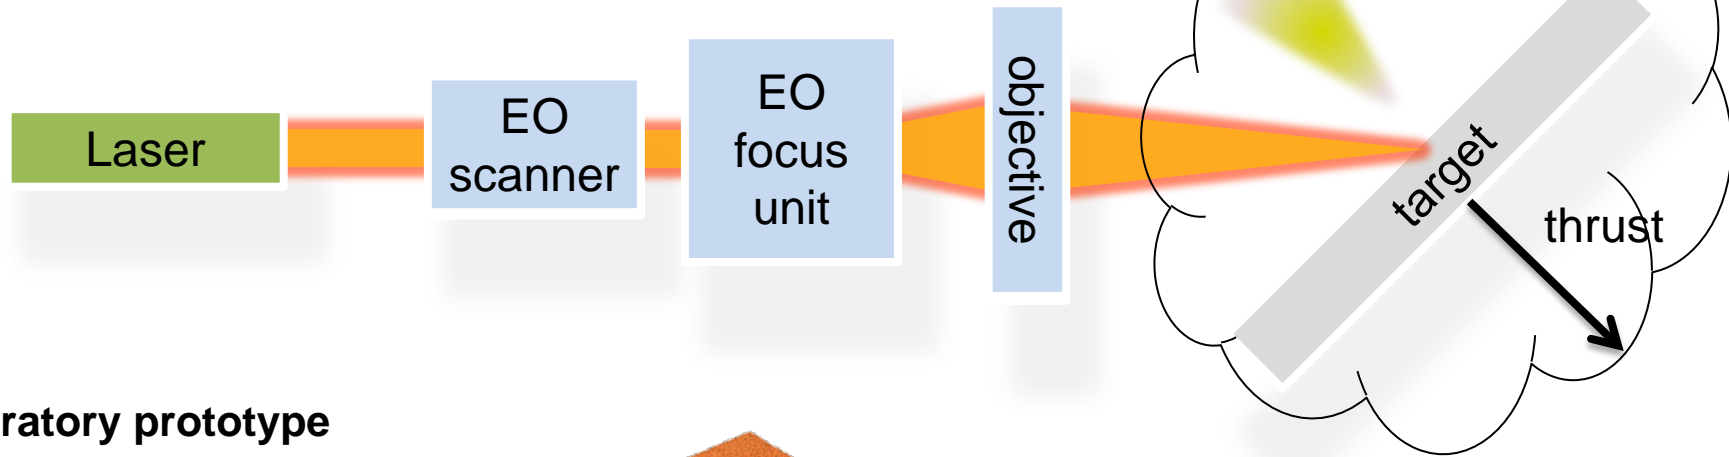 Laser
EO
scanner
EO
focus
unit
objective
target
thrust
ratory prototype